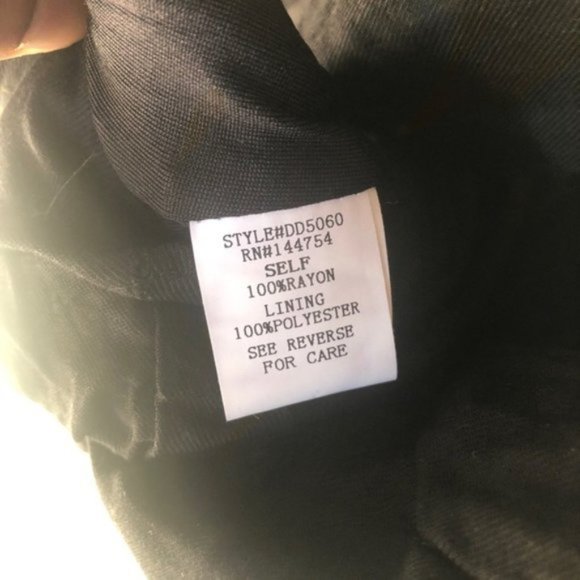 STYLE#DD5060
RN#144754
SELF
100%RAYON
LINING
100%POLYESTER
SEE REVERSE
FOR CARE